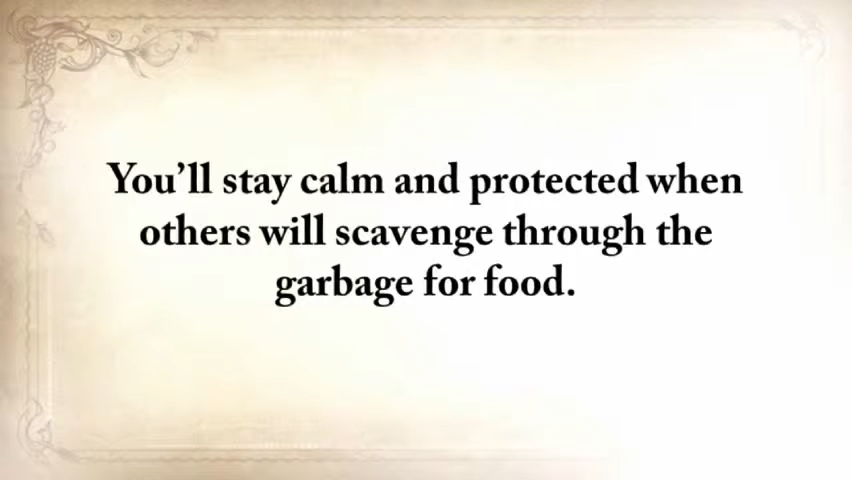 You’ll stay calm and protected when
others will scavenge through the
garbage for food.